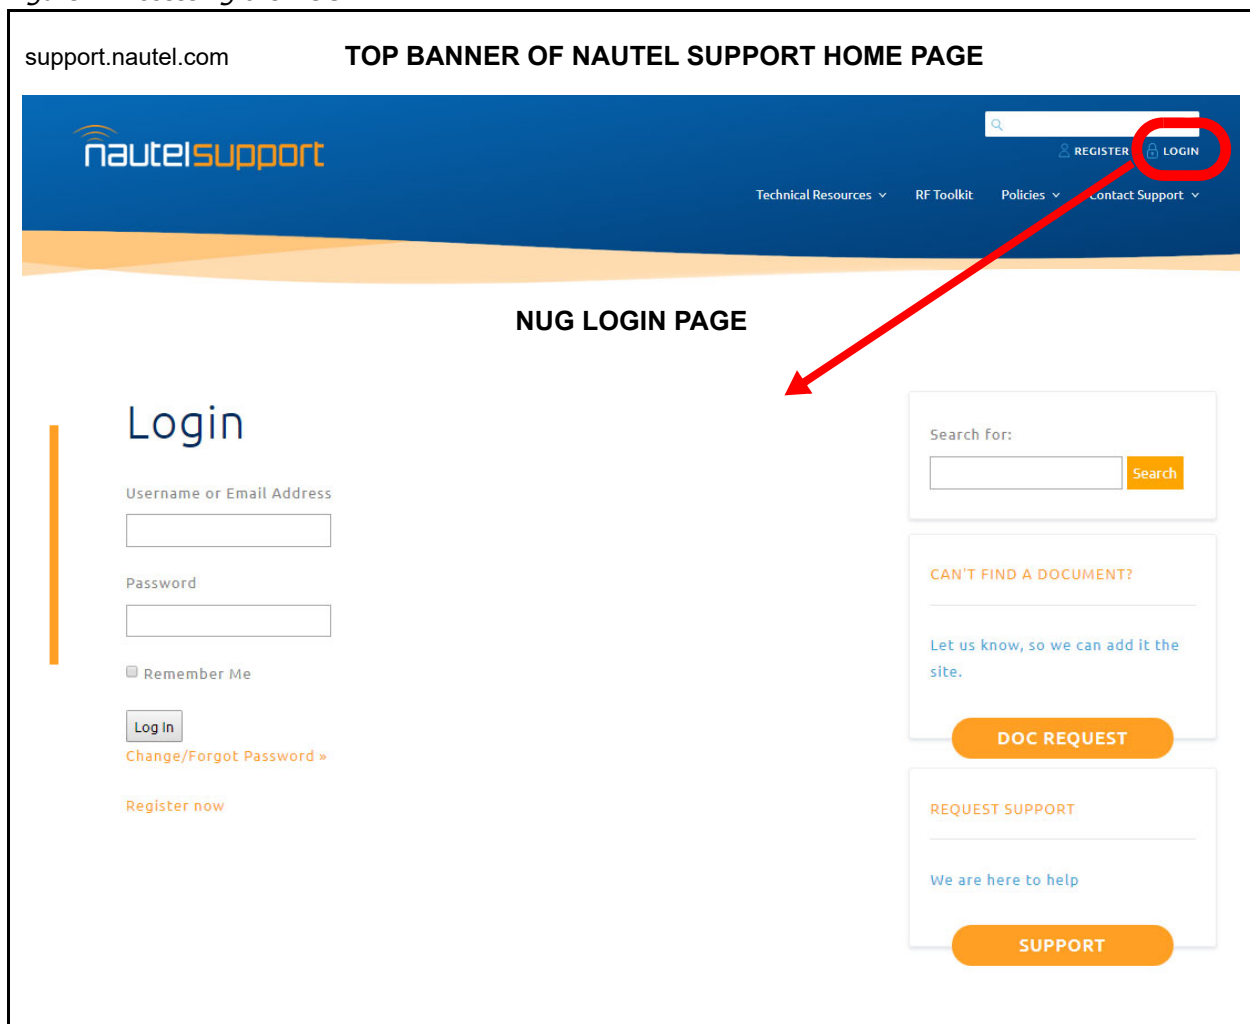 support.nautel.com
TOP BANNER OF NAUTEL SUPPORT HOME PAGE
nautelsupport
REGISTER
LOGIN
Technical Resources
RF Toolkit
Policies
Contact Support
NUG LOGIN PAGE
Login
Username or Email Address
Password
Remember Me
Log In
Change/Forgot Password »
Register now
Search for:
Search
CAN'T FIND A DOCUMENT?
Let us know, so we can add it the
site.
DOC REQUEST
REQUEST SUPPORT
We are here to help
SUPPORT